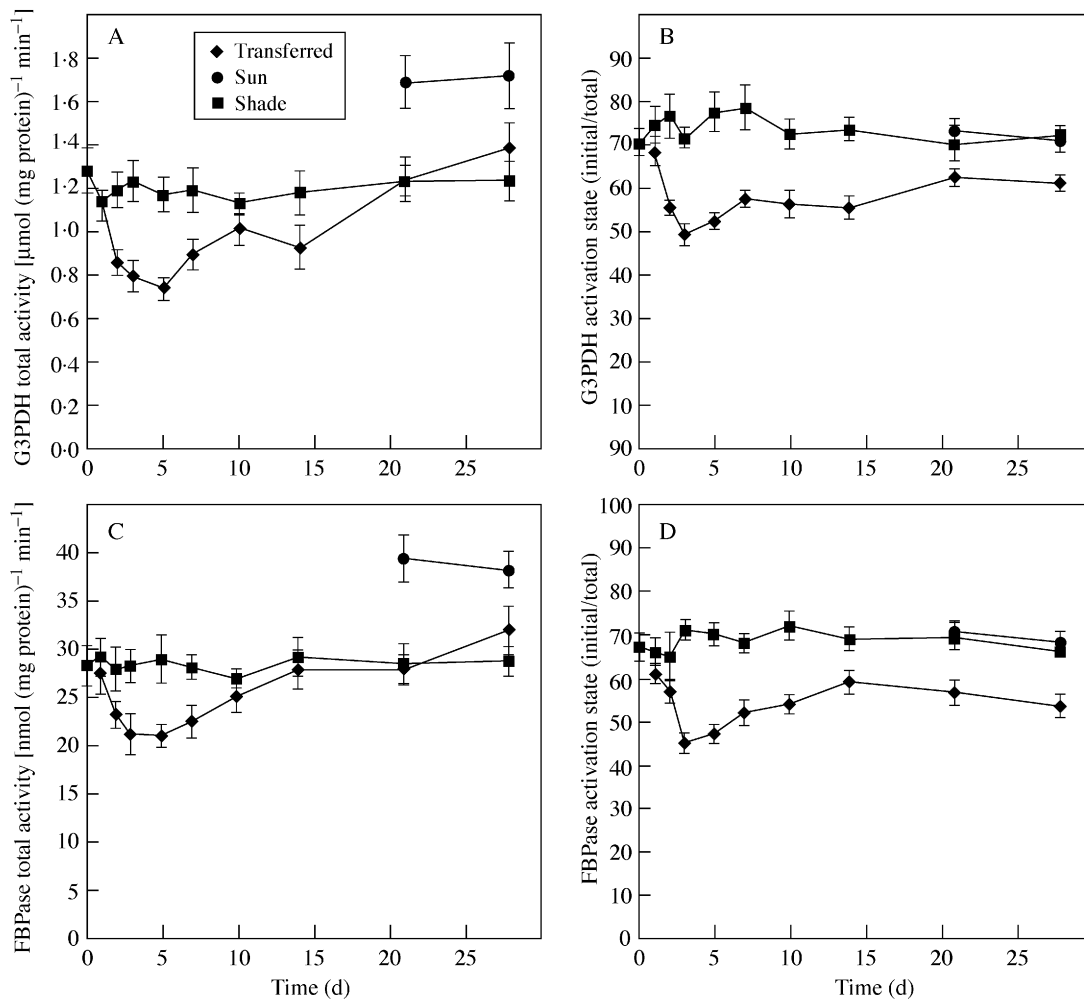 A
G3PDH total activity [μmol (mg protein)⁻¹ min⁻¹]
2·0
1·8
1·6
1·4
1·2
1·0
0·8
0·6
0·4
0·2
0·0
0 5 10 15 20 25
Transferred
Sun
Shade
B
G3PDH activation state (initial/total)
90
80
70
60
50
40
30
20
10
90
0 5 10 15 20 25
C
FBPase total activity [nmol (mg protein)⁻¹ min⁻¹]
40
35
30
25
20
15
10
5
0
0 5 10 15 20 25
Time (d)
D
FBPase activation state (initial/total)
100
90
80
70
60
50
40
30
20
10
0
0 5 10 15 20 25
Time (d)